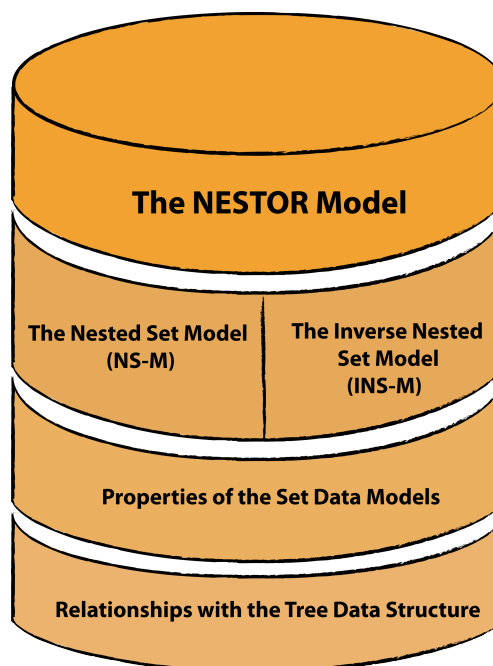 The NESTOR Model
The Nested Set Model
(NS-M)
The Inverse Nested
Set Model
(INS-M)
Properties of the Set Data Models
Relationships with the Tree Data Structure